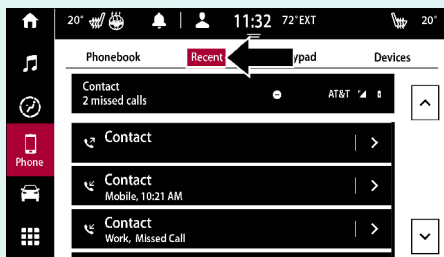 20° 11:32 72°EXT 20°
Phonebook Recent ypad Devices
Contact
2 missed calls
AT&T
Contact
Phone
Contact
Mobile, 10:21 AM
Contact
Work, Missed Call